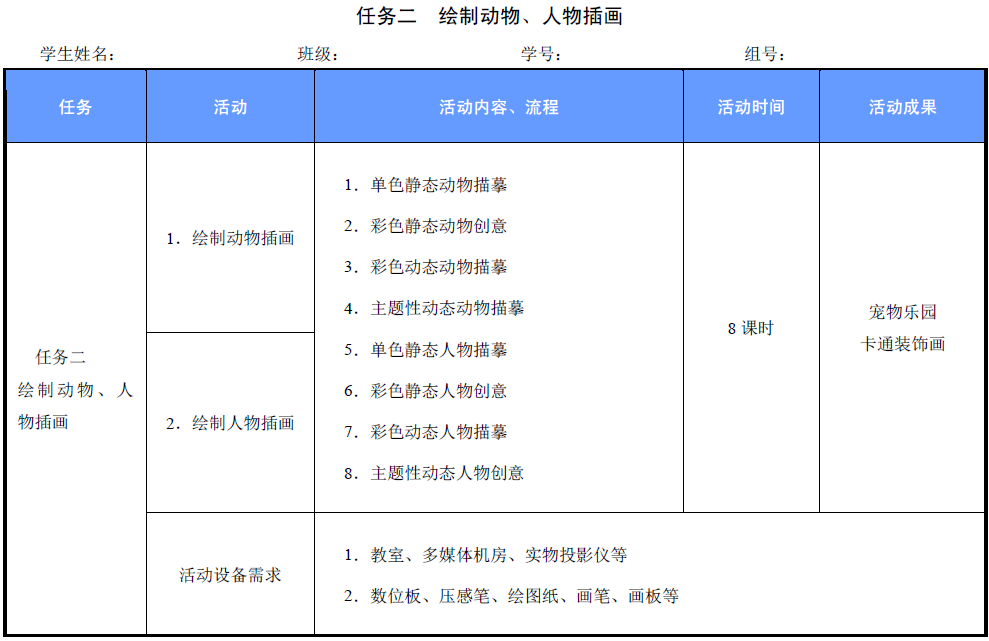 任务二 绘制动物、人物插画
学生姓名： 班级： 学号： 组号：
任务 活动 活动内容、流程 活动时间 活动成果
任务二
绘制动物、人
物插画
1．绘制动物插画
2．绘制人物插画
1．单色静态动物描摹
2．彩色静态动物创意
3．彩色动态动物描摹
4．主题性动态动物描摹
5．单色静态人物描摹
6．彩色静态人物创意
7．彩色动态人物描摹
8．主题性动态人物创意
8 课时
宠物乐园
卡通装饰画
活动设备需求
1．教室、多媒体机房、实物投影仪等
2．数位板、压感笔、绘图纸、画笔、画板等